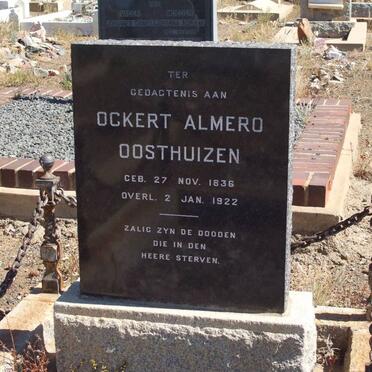 TER
GEDACHTENIS AAN
OCKERT ALMERO
OOSTHUIZEN
GEB. 27 NOV. 1836
OVERL. 2 JAN. 1922
ZALIG ZYN DE DOODEN
DIE IN DEN
HEERE STERVEN.